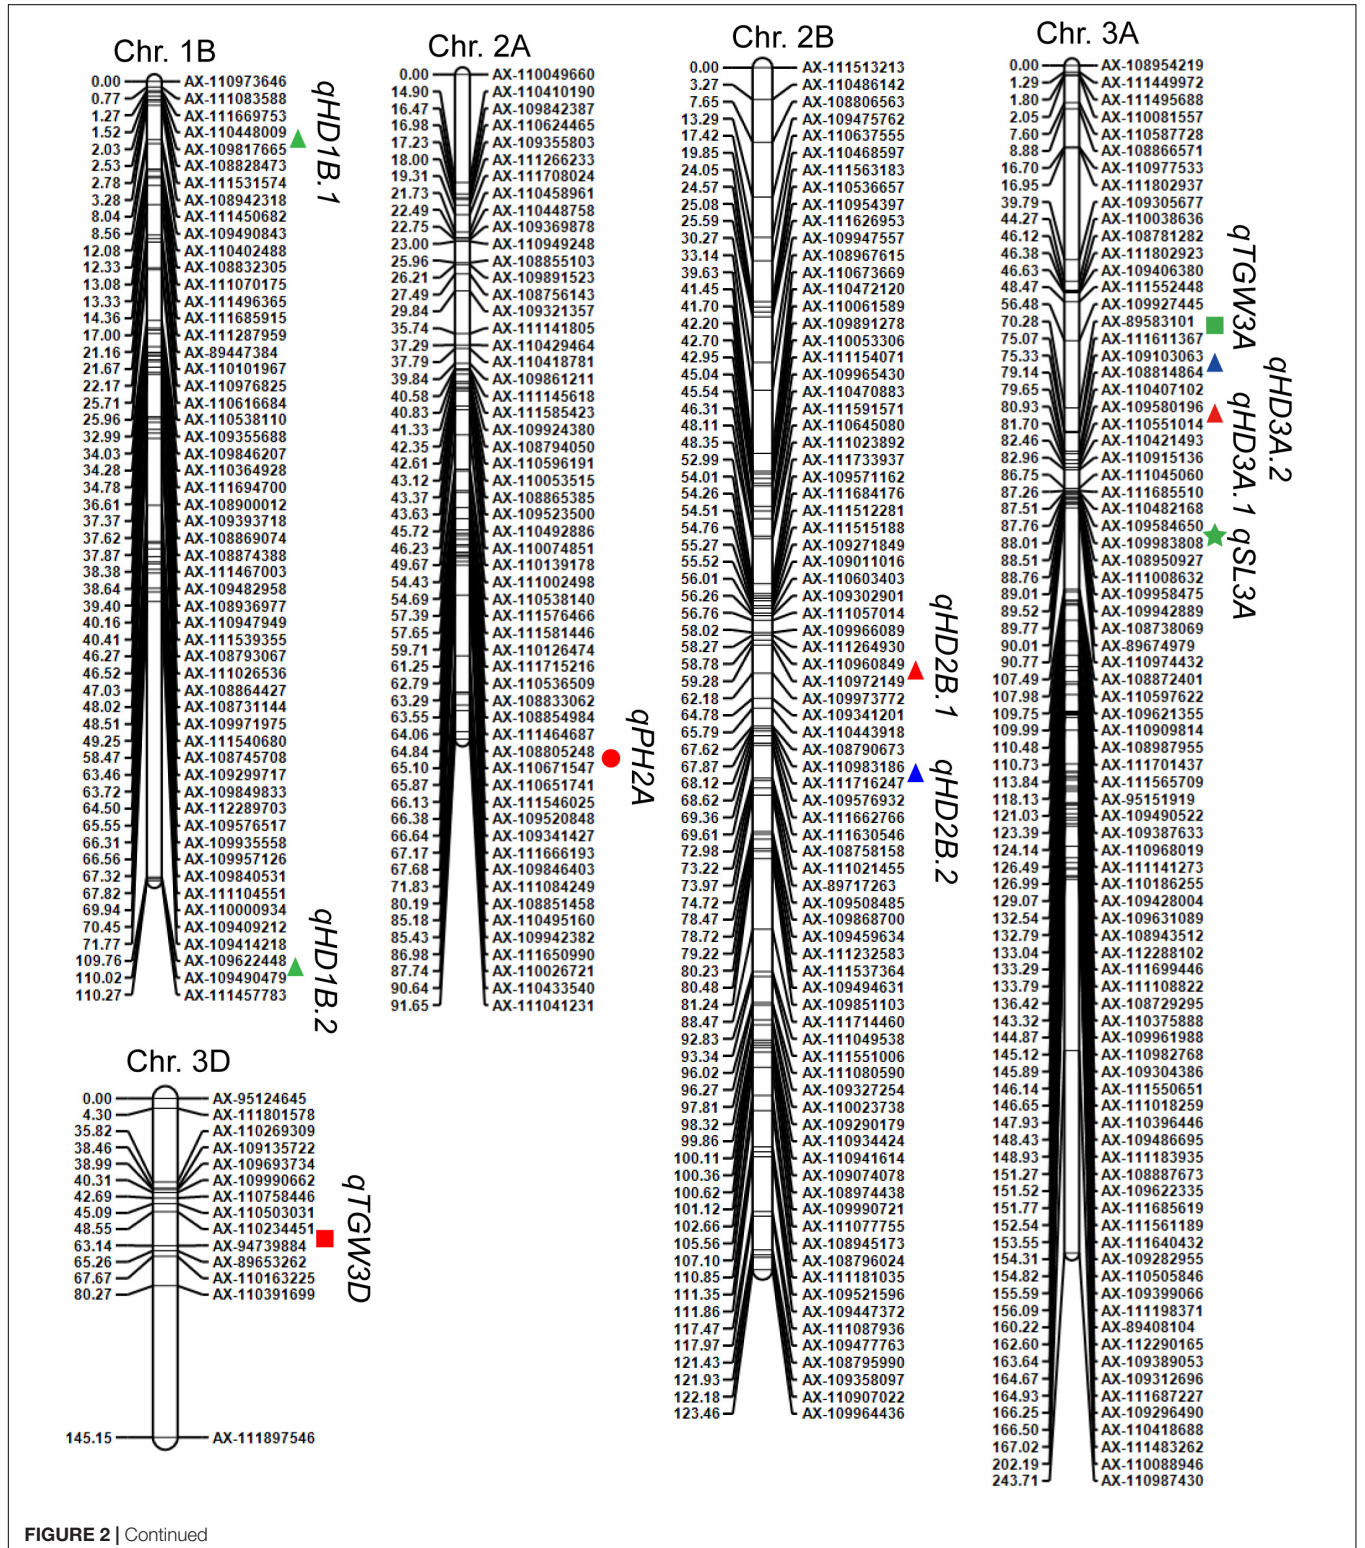 Chr. 1B
0.00 AX-110973646
0.77 AX-111083588
1.27 AX-111669753
1.52 AX-110448009
2.03 AX-109817665
2.53 AX-108828473
2.78 AX-111531574
3.28 AX-108942318
8.04 AX-111450682
8.56 AX-109490843
12.08 AX-110402488
12.33 AX-108832305
13.08 AX-111070175
13.33 AX-111496365
14.36 AX-111685915
17.00 AX-111287959
21.16 AX-89447384
21.67 AX-110101967
22.17 AX-110976825
25.71 AX-110616684
25.96 AX-110538110
32.99 AX-109355688
34.03 AX-109846207
34.28 AX-110364928
34.78 AX-111694700
36.61 AX-108900012
37.37 AX-109393718
37.62 AX-108869074
37.87 AX-108874388
38.38 AX-111467003
38.64 AX-109482958
39.40 AX-108936977
40.16 AX-110947949
40.41 AX-111539355
46.27 AX-108793067
46.52 AX-111026536
47.03 AX-108864427
48.02 AX-108731144
48.51 AX-109971975
49.25 AX-111540680
58.47 AX-108745708
63.46 AX-109299717
63.72 AX-109849833
64.50 AX-112289703
65.55 AX-109576517
66.31 AX-109935558
66.56 AX-109957126
67.32 AX-109840531
67.82 AX-111104551
69.94 AX-110000934
70.45 AX-109409212
71.77 AX-109414218
109.76 AX-109622448
110.02 AX-109490479
110.27 AX-111457783
qHD1B.1
qHD1B.2
Chr. 2A
0.00 AX-110049660
14.90 AX-110410190
16.47 AX-109842387
16.98 AX-110624465
17.23 AX-109355803
18.00 AX-111266233
19.31 AX-111708024
21.73 AX-110458961
22.49 AX-110448758
22.75 AX-109369878
23.00 AX-110949248
25.96 AX-108855103
26.21 AX-109891523
27.49 AX-108756143
29.84 AX-109321357
35.74 AX-111141805
37.29 AX-110429464
37.79 AX-110418781
39.84 AX-109861211
40.58 AX-111145618
40.83 AX-111585423
41.33 AX-109924380
42.35 AX-108794050
42.61 AX-110596191
43.12 AX-110053515
43.37 AX-108865385
43.63 AX-109523500
45.72 AX-110492886
46.23 AX-110074851
49.67 AX-110139178
54.43 AX-111002498
54.69 AX-110538140
57.39 AX-111576466
57.65 AX-111581446
59.71 AX-110126474
61.25 AX-111715216
62.79 AX-110536509
63.29 AX-108833062
63.55 AX-108854984
64.06 AX-111464687
64.84 AX-108805248
65.10 AX-110671547
65.87 AX-110651741
66.13 AX-111546025
66.38 AX-109520848
66.64 AX-109341427
67.17 AX-111666193
67.68 AX-109846403
71.83 AX-111084249
80.19 AX-108851458
85.18 AX-110495160
85.43 AX-109942382
86.98 AX-111650990
87.74 AX-110026721
90.64 AX-110433540
91.65 AX-111041231
qPH2A
Chr. 2B
0.00 AX-111513213
3.27 AX-110486142
7.65 AX-108806563
13.29 AX-109475762
17.42 AX-110637555
19.85 AX-110468597
24.05 AX-111563183
24.57 AX-110536657
25.08 AX-110954397
25.59 AX-111626953
30.27 AX-109947557
33.14 AX-108967615
39.63 AX-110673669
41.45 AX-110472120
41.70 AX-110061589
42.20 AX-109891278
42.70 AX-110053306
42.95 AX-111154071
45.04 AX-109965430
45.54 AX-110470883
46.31 AX-111591571
48.11 AX-110645080
48.35 AX-111023892
52.99 AX-111733937
54.01 AX-109571162
54.26 AX-111684176
54.51 AX-111512281
54.76 AX-111515188
55.27 AX-109271849
55.52 AX-109011016
56.01 AX-110603403
56.26 AX-109302901
56.76 AX-111057014
58.02 AX-109966089
58.27 AX-111264930
58.78 AX-110960849
59.28 AX-110972149
62.18 AX-109973772
64.78 AX-109341201
65.79 AX-110443918
67.62 AX-108790673
67.87 AX-110983186
68.12 AX-111716247
68.62 AX-109576932
69.36 AX-111662766
69.61 AX-111630546
72.98 AX-108758158
73.22 AX-111021455
73.97 AX-89717263
74.72 AX-109508485
78.47 AX-109868700
78.72 AX-109459634
79.22 AX-111232583
80.23 AX-111537364
80.48 AX-109494631
81.24 AX-109851103
88.47 AX-111714460
92.83 AX-111049538
93.34 AX-111551006
96.02 AX-111080590
96.27 AX-109327254
97.81 AX-110023738
98.32 AX-109290179
99.86 AX-110934424
100.11 AX-110941614
100.36 AX-109074078
100.62 AX-108974438
101.12 AX-109990721
102.66 AX-111077755
105.56 AX-108945173
107.10 AX-108796024
110.85 AX-111181035
111.35 AX-109521596
111.86 AX-109447372
117.47 AX-111087936
117.97 AX-109477763
121.43 AX-108795990
121.93 AX-109358097
122.18 AX-110907022
123.46 AX-109964436
qHD2B.1
qHD2B.2
Chr. 3A
0.00 AX-108954219
1.29 AX-111449972
1.80 AX-111495688
2.05 AX-110081557
7.60 AX-110587728
8.88 AX-108866571
16.70 AX-110977533
16.95 AX-111802937
39.79 AX-109305677
44.27 AX-110038636
46.12 AX-108781282
46.38 AX-111802923
46.63 AX-109406380
48.47 AX-111552448
56.48 AX-109927445
70.28 AX-89583101
75.07 AX-111611367
75.33 AX-109103063
79.14 AX-108814864
79.65 AX-110407102
80.93 AX-109580196
81.70 AX-110551014
82.46 AX-110421493
82.96 AX-110915136
86.75 AX-111045060
87.26 AX-111685510
87.51 AX-110482168
87.76 AX-109584650
88.01 AX-109983808
88.51 AX-108950927
88.76 AX-111008632
89.01 AX-109958475
89.52 AX-109942889
89.77 AX-108738069
90.01 AX-89674979
90.77 AX-110974432
107.49 AX-108872401
107.98 AX-110597622
109.75 AX-109621355
109.99 AX-110909814
110.48 AX-108987955
110.73 AX-111701437
113.84 AX-111565709
118.13 AX-95151919
121.03 AX-109490522
123.39 AX-109387633
124.14 AX-110968019
126.49 AX-111141273
126.99 AX-110186255
129.07 AX-109428004
132.54 AX-109631089
132.79 AX-108943512
133.04 AX-112288102
133.29 AX-111699446
133.79 AX-111108822
136.42 AX-108729295
143.32 AX-110375888
144.87 AX-109961988
145.12 AX-110982768
145.89 AX-109304386
146.14 AX-111550651
146.65 AX-111018259
147.93 AX-110396446
148.43 AX-109486695
148.93 AX-111183935
151.27 AX-108887673
151.52 AX-109622335
151.77 AX-111685619
152.54 AX-111561189
153.55 AX-111640432
154.31 AX-109282955
154.82 AX-110505846
155.59 AX-109399066
156.09 AX-111198371
160.22 AX-89408104
162.60 AX-112290165
163.64 AX-109389053
164.67 AX-109312696
164.93 AX-111687227
166.25 AX-109296490
166.50 AX-110418688
167.02 AX-111483262
202.19 AX-110088946
243.71 AX-110987430
qTGW3A
qHD3A.2
qHD3A.1
qSL3A
Chr. 3D
0.00 AX-95124645
4.30 AX-111801578
35.82 AX-110269309
38.46 AX-109135722
38.99 AX-109693734
40.31 AX-109990662
42.69 AX-110758446
45.09 AX-110503031
48.55 AX-110234451
63.14 AX-94739884
65.26 AX-89653262
67.67 AX-110163225
80.27 AX-110391699
145.15 AX-111897546
qTGW3D
FIGURE 2 | Continued